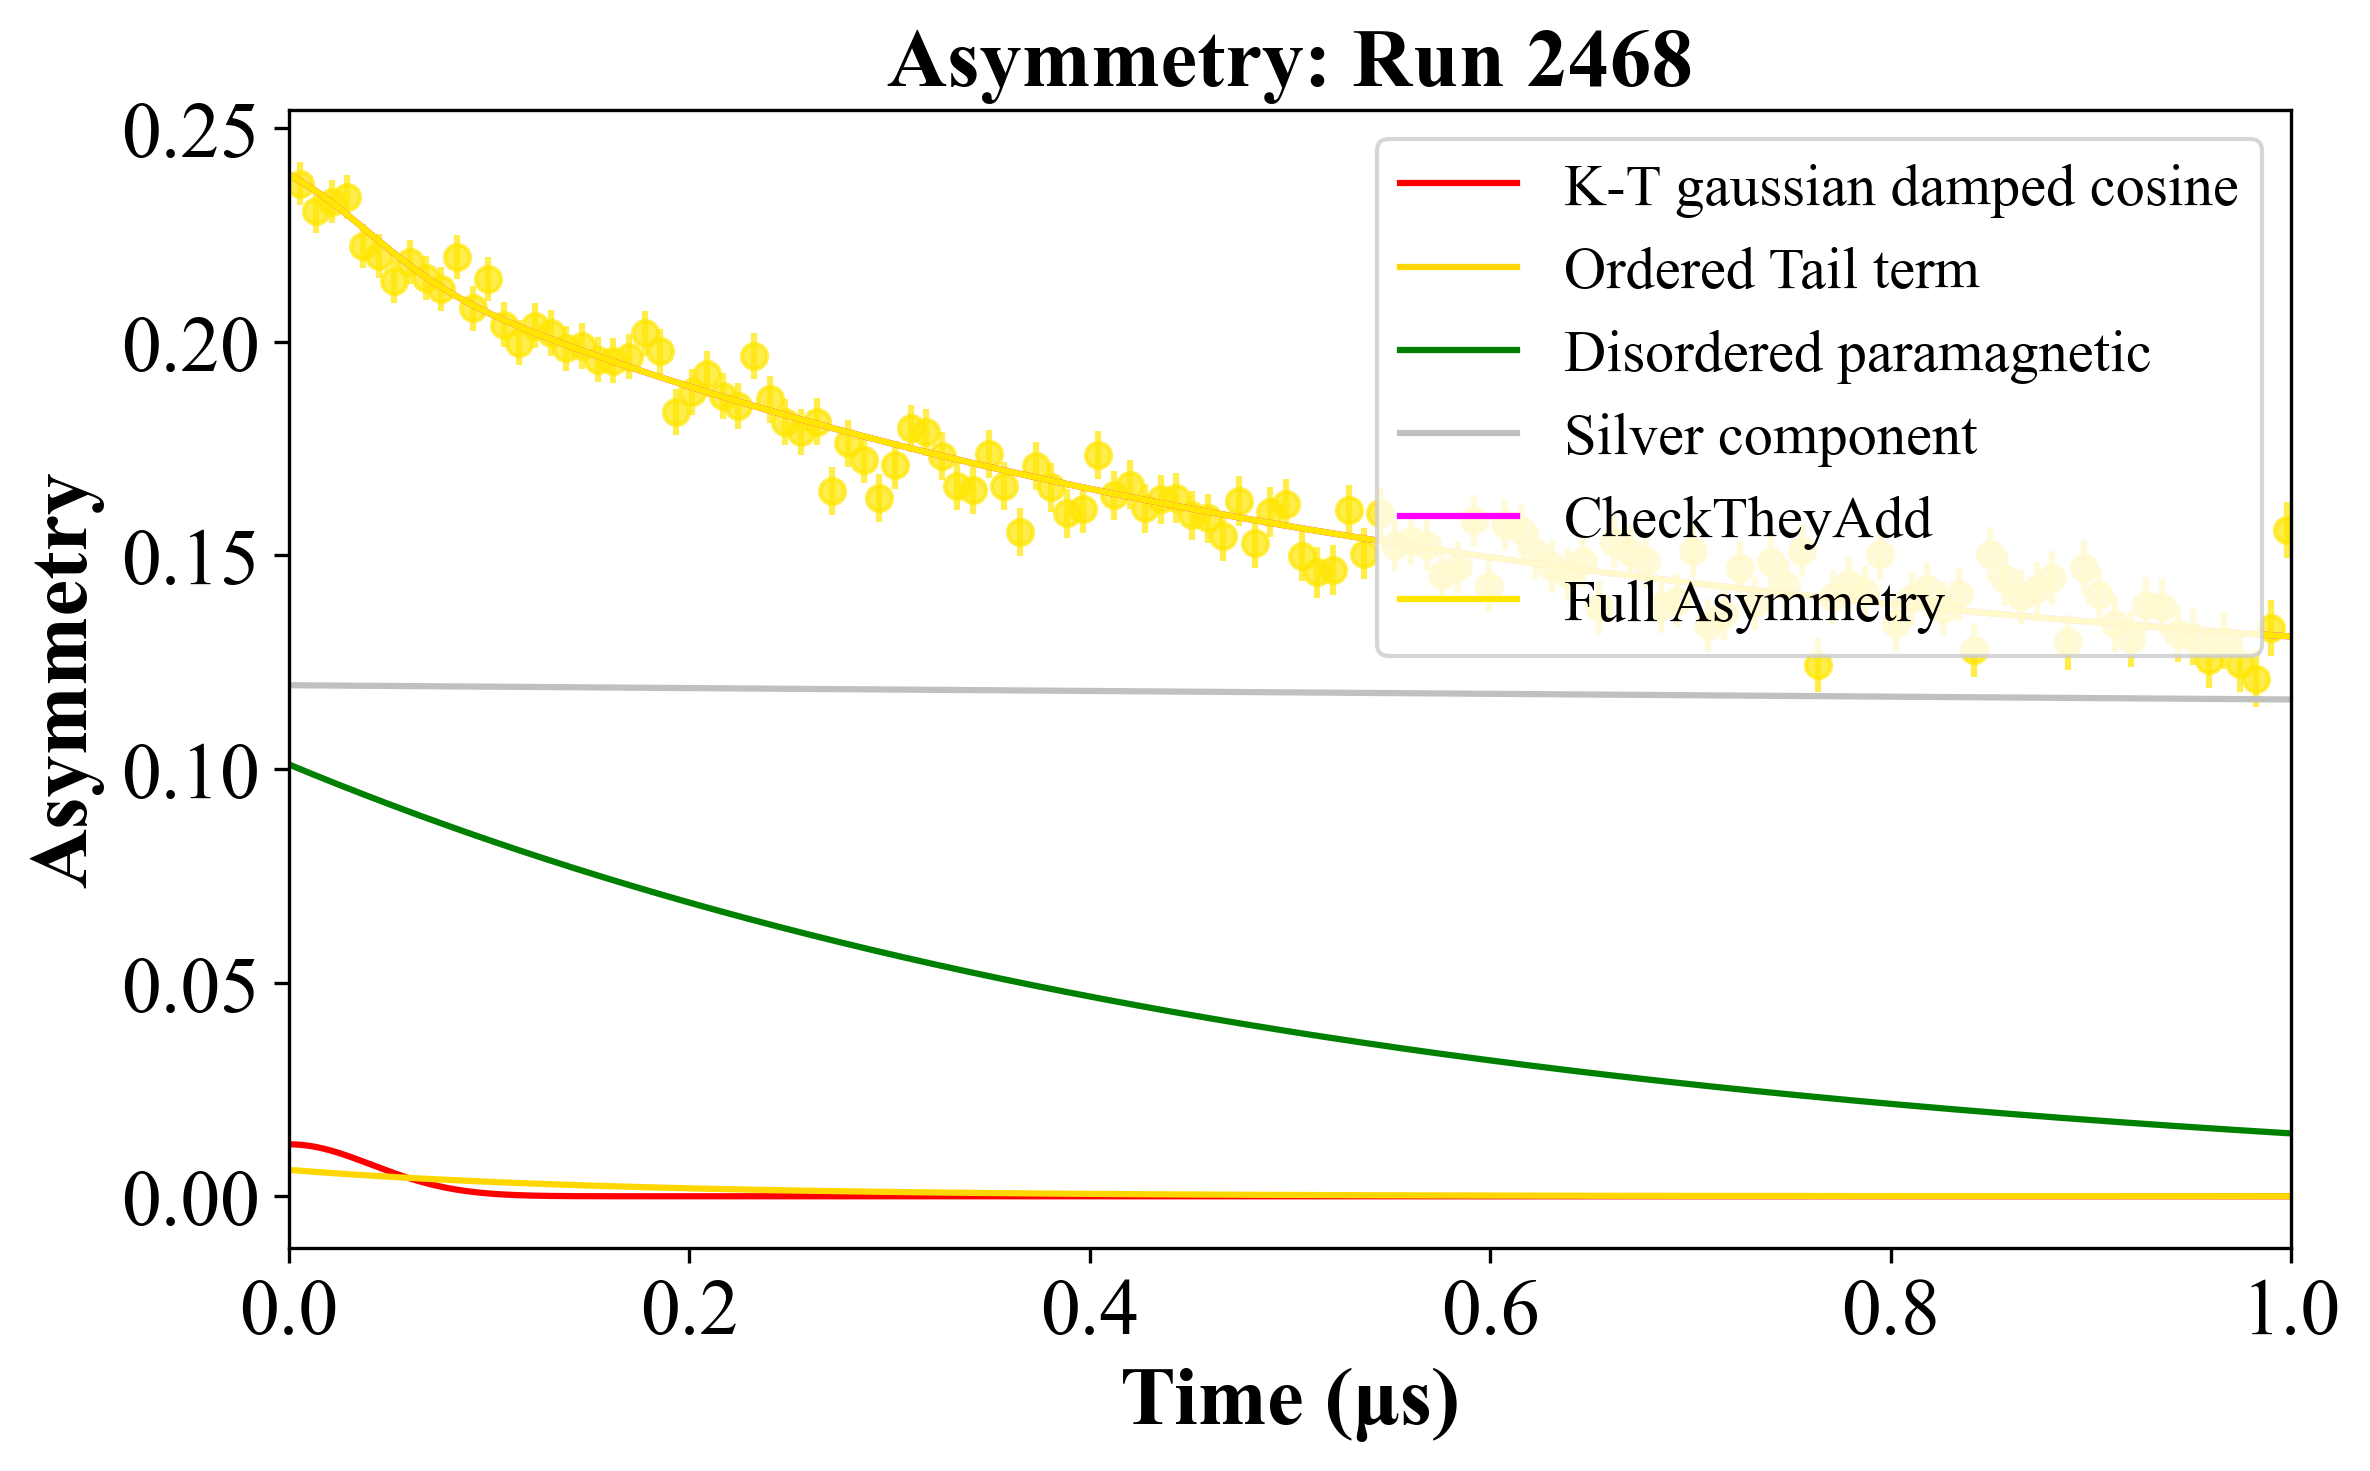 Asymmetry: Run 2468
0.25
0.20
0.15
0.10
0.05
0.00
Asymmetry
K-T gaussian damped cosine
Ordered Tail term
Disordered paramagnetic
Silver component
CheckTheyAdd
Full Asymmetry
0.0 0.2 0.4 0.6 0.8 1.0
Time (μs)